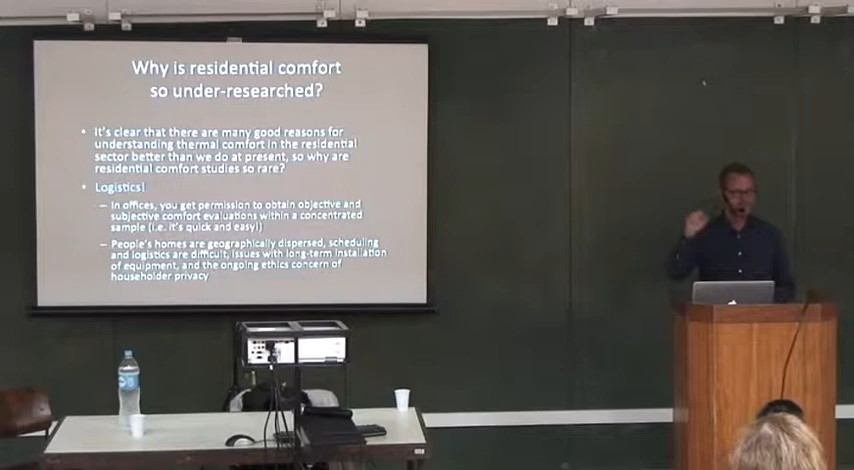 Why is residential comfort
so under-researched?
• It's clear that there are many good reasons for
understanding thermal comfort in the residential
sector better than we do at present, so why are
residential comfort studies so rare?
• Logistics!
– In offices, you get permission to obtain objective and
subjective comfort evaluations within a concentrated
sample (i.e. it's quick and easy!)
– People's homes are geographically dispersed, scheduling
and logistics are difficult, issues with long-term installation
of equipment, and the ongoing ethics concern of
householder privacy